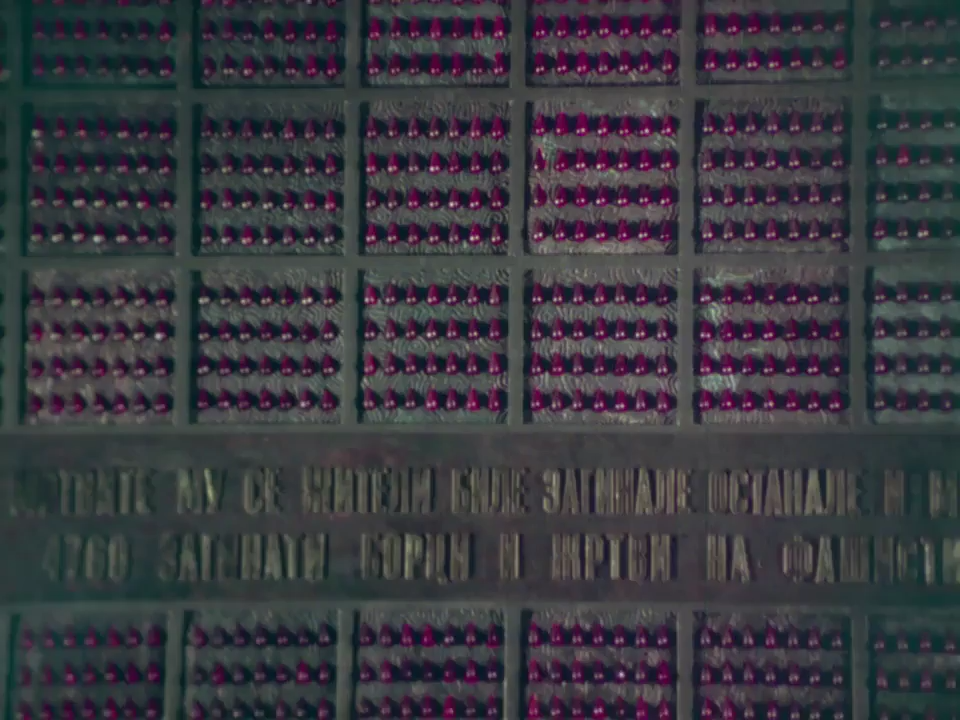 МУ СЕ ЖИТЕЛИ БИЛЕ ЗАГИНАЛЕ ОСТАНАЛЕ
4760 ЗАГИНАТИ БОРЦИ И ЖРТВИ НА